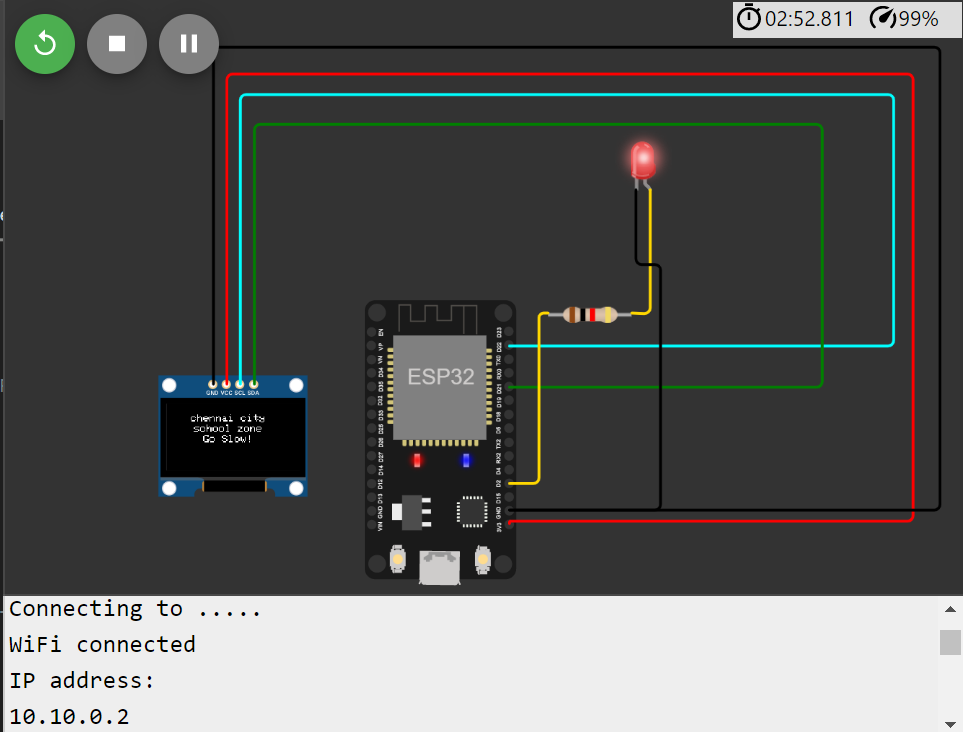 02:52.811 99%
GND VCC SCL SDA
chennai city
school zone
Go Slow!
ESP32
EN
VP
VN
D34
D35
D32
D33
D25
D26
D27
D14
D12
D13
GND
VIN
D23
D22
TX0
RX0
D21
D19
D18
D5
TX2
RX2
D4
D2
D15
GND
3V3
Connecting to .....
WiFi connected
IP address:
10.10.0.2